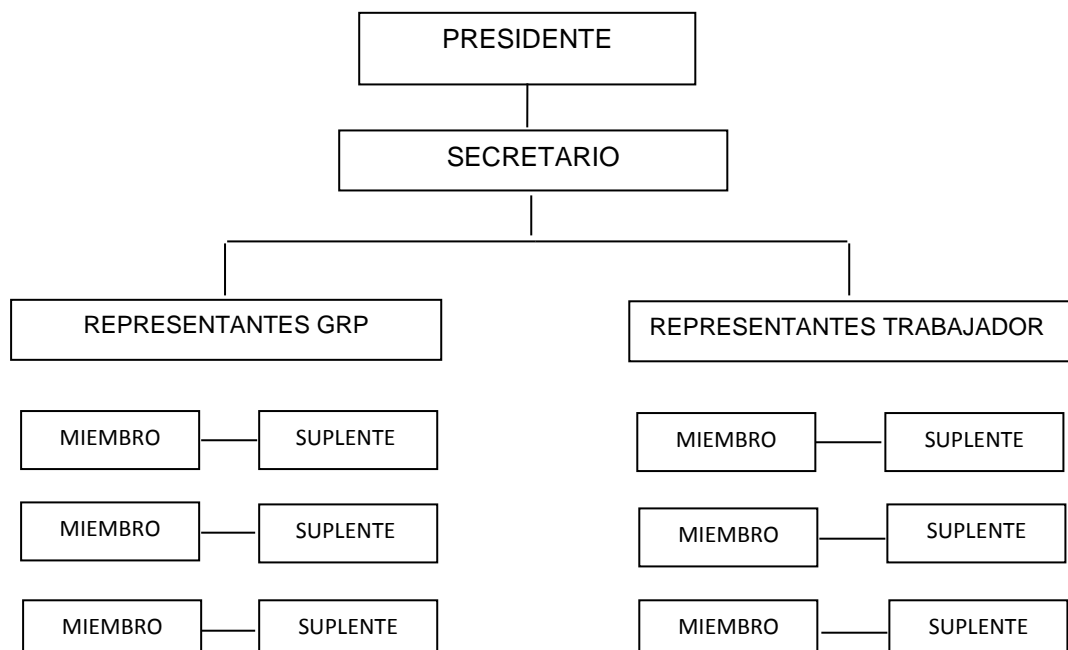 PRESIDENTE
SECRETARIO
REPRESENTANTES GRP
REPRESENTANTES TRABAJADOR
MIEMBRO
SUPLENTE
MIEMBRO
SUPLENTE
MIEMBRO
SUPLENTE
MIEMBRO
SUPLENTE
MIEMBRO
SUPLENTE
MIEMBRO
SUPLENTE